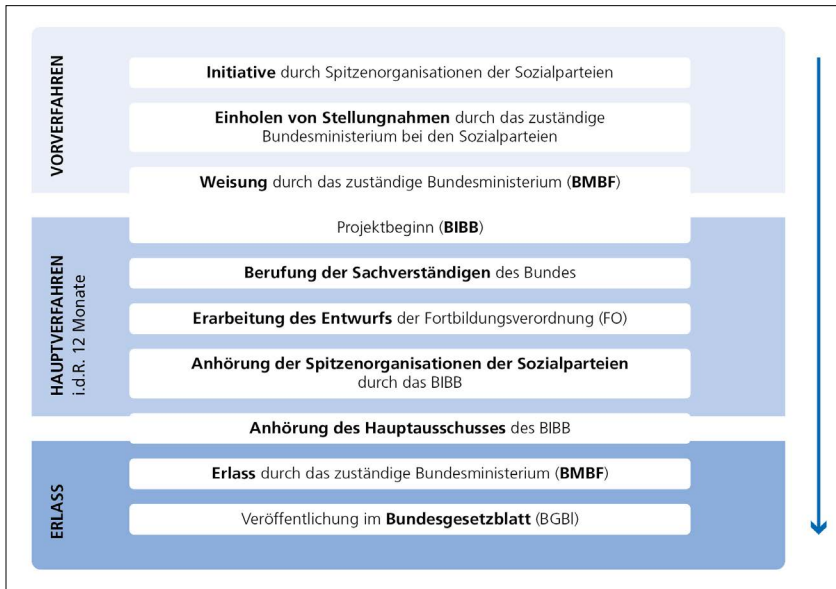 VORVERFAHREN
Initiative durch Spitzenorganisationen der Sozialparteien
Einholen von Stellungnahmen durch das zuständige
Bundesministerium bei den Sozialparteien
Weisung durch das zuständige Bundesministerium (BMBF)
HAUPTVERFAHREN
i.d.R. 12 Monate
Projektbeginn (BIBB)
Berufung der Sachverständigen des Bundes
Erarbeitung des Entwurfs der Fortbildungsverordnung (FO)
Anhörung der Spitzenorganisationen der Sozialparteien
durch das BIBB
Anhörung des Hauptausschusses des BIBB
ERLASS
Erlass durch das zuständige Bundesministerium (BMBF)
Veröffentlichung im Bundesgesetzblatt (BGBl)